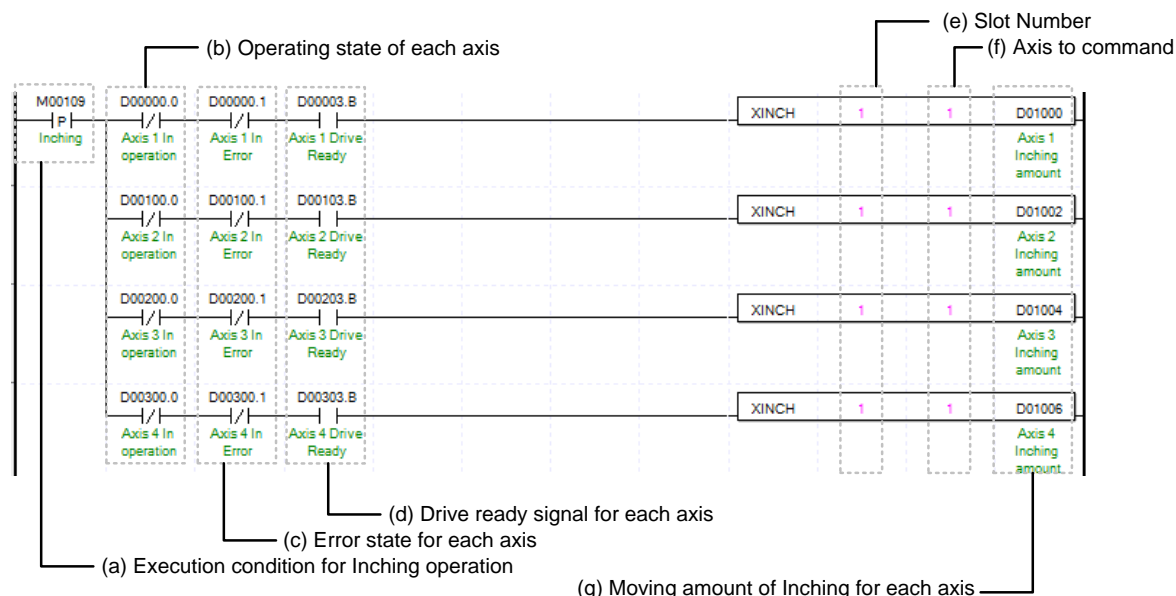 (e) Slot Number
(b) Operating state of each axis
(f) Axis to command
M00109 D00000.0 D00000.1 D00003.B
P
XINCH 1 1 D01000
Inching Axis 1 In operation Axis 1 In Error Axis 1 Drive Ready Axis 1 Inching amount
D00100.0 D00100.1 D00103.B
XINCH 1 1 D01002
Axis 2 In operation Axis 2 In Error Axis 2 Drive Ready Axis 2 Inching amount
D00200.0 D00200.1 D00203.B
XINCH 1 1 D01004
Axis 3 In operation Axis 3 In Error Axis 3 Drive Ready Axis 3 Inching amount
D00300.0 D00300.1 D00303.B
XINCH 1 1 D01006
Axis 4 In operation Axis 4 In Error Axis 4 Drive Ready Axis 4 Inching amount
(d) Drive ready signal for each axis
(c) Error state for each axis
(a) Execution condition for Inching operation
(g) Moving amount of Inching for each axis